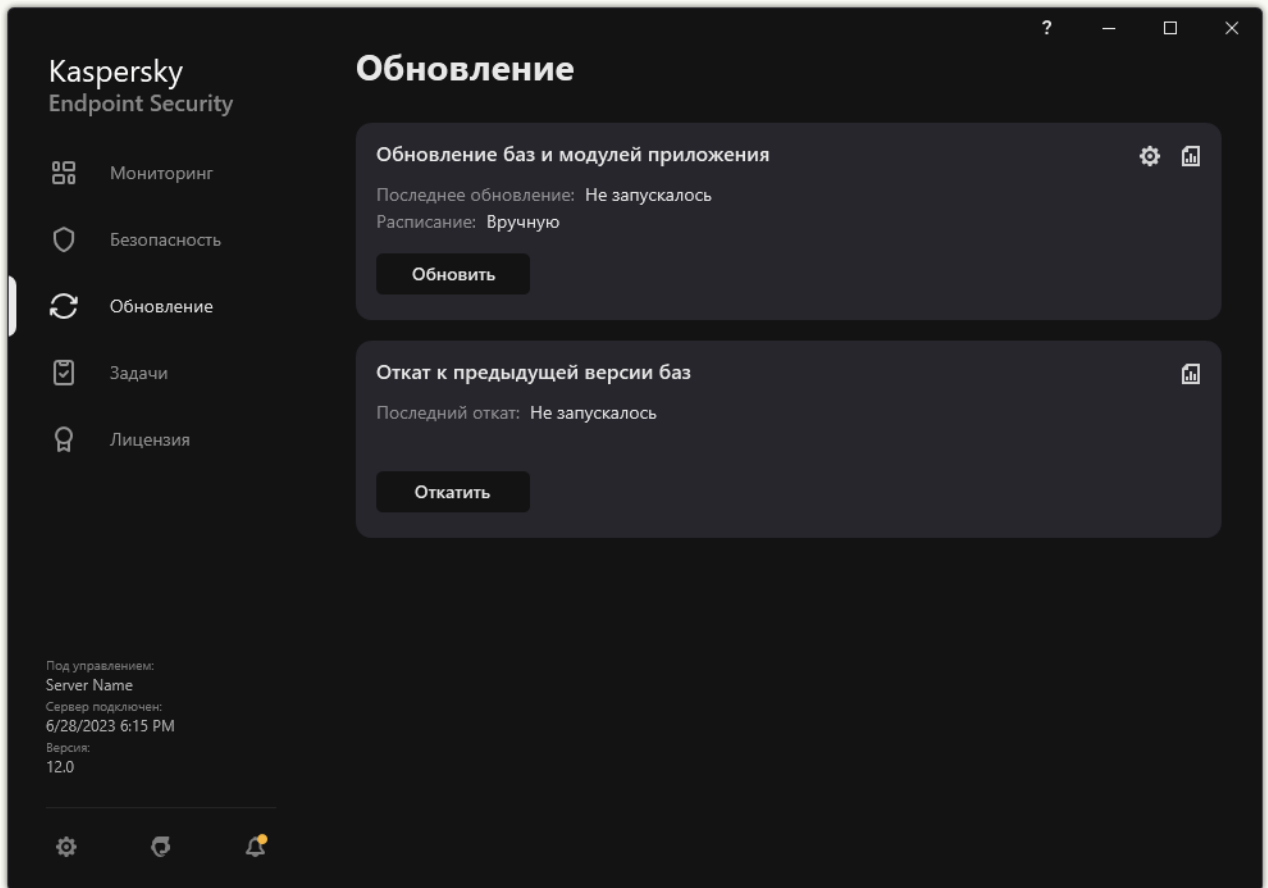 ?
Kaspersky
Endpoint Security
Мониторинг
Безопасность
Обновление
Задачи
Лицензия
Под управлением:
Server Name
Сервер подключен:
6/28/2023 6:15 PM
Версия:
12.0
Обновление
Обновление баз и модулей приложения
Последнее обновление: Не запускалось
Расписание: Вручную
Обновить
Откат к предыдущей версии баз
Последний откат: Не запускалось
Откатить